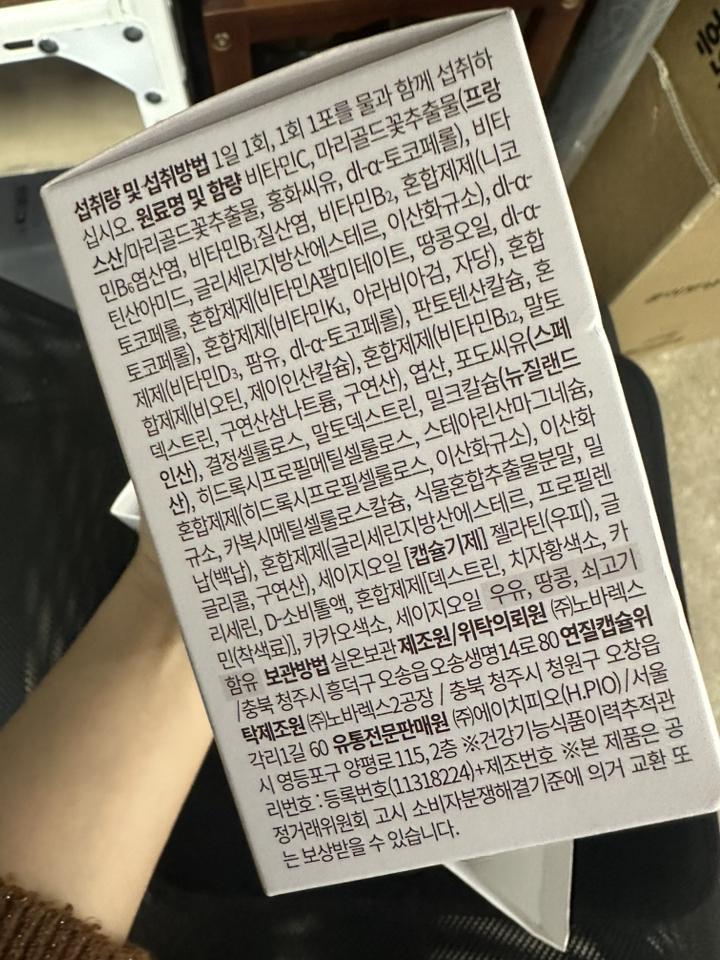 섭취량 및 섭취방법 1일 1회, 1회 1포를 물과 함께 섭취하
십시오. 원료명 및 함량 비타민C, 마리골드꽃추출물(프랑
스산/마리골드꽃추출물, 홍화씨유, dl-α-토코페롤), 비타
민B₆염산염, 비타민B₁질산염, 비타민B₂, 혼합제제(니코
틴산아미드, 글리세린지방산에스테르, 이산화규소), dl-α-
토코페롤, 혼합제제(비타민A팔미테이트, 땅콩오일, dl-α-
토코페롤), 혼합제제(비타민K₁, 아라비아검, 자당), 혼합
제제(비타민D₃, 팜유, dl-α-토코페롤), 판토텐산칼슘, 혼
합제제(비오틴, 제이인산칼슘), 혼합제제(비타민B₁₂, 말토
덱스트린, 구연산삼나트륨, 구연산), 엽산, 포도씨유(스페
인산), 결정셀룰로스, 말토덱스트린, 밀크칼슘(뉴질랜드
산), 히드록시프로필메틸셀룰로스, 스테아린산마그네슘,
혼합제제(히드록시프로필셀룰로스, 이산화규소), 이산화
규소, 카복시메틸셀룰로스칼슘, 식물혼합추출물분말, 밀
납(백납), 혼합제제(글리세린지방산에스테르, 프로필렌
글리콜, 구연산), 세이지오일 [캡슐기제] 젤라틴(우피), 글
리세린, D-소비톨액, 혼합제제[덱스트린, 치자황색소, 카
민(착색료)], 카카오색소, 세이지오일 우유, 땅콩, 쇠고기
함유 보관방법 실온보관 제조원/위탁의뢰원 ㈜노바렉스
/충북 청주시 흥덕구 오송읍 오송생명14로 80 연질캡슐위
탁제조원 ㈜노바렉스2공장 / 충북 청주시 청원구 오창읍
각리1길 60 유통전문판매원 ㈜에이치피오(H.PIO)/서울
시 영등포구 양평로 115, 2층 ※건강기능식품이력추적관
리번호 : 등록번호(11318224)+제조번호 ※본 제품은 공
정거래위원회 고시 소비자분쟁해결기준에 의거 교환 또
는 보상받을 수 있습니다.